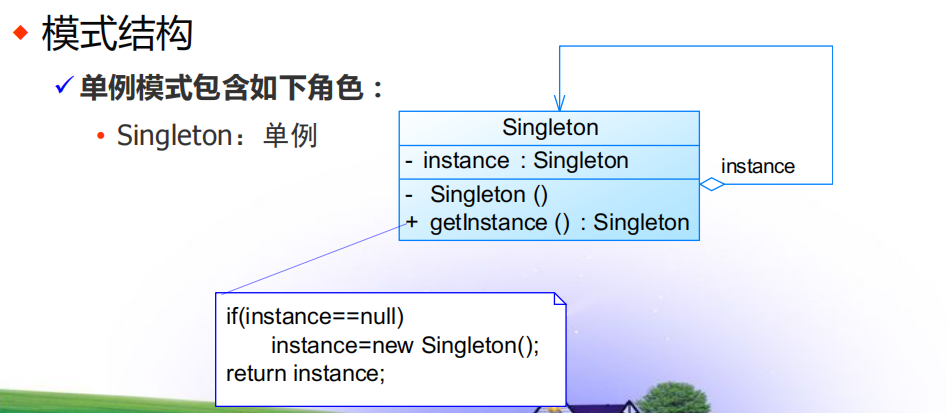 模式结构
单例模式包含如下角色：
Singleton：单例
Singleton
- instance : Singleton
instance
- Singleton ()
+ getInstance () : Singleton
if(instance==null)
instance=new Singleton();
return instance;